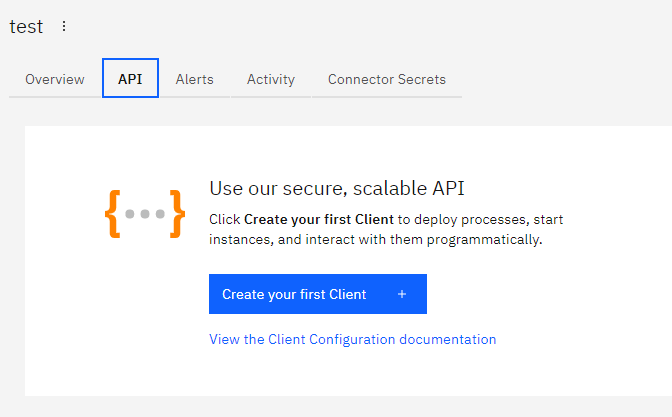 test
Overview API Alerts Activity Connector Secrets
Use our secure, scalable API
Click Create your first Client to deploy processes, start
instances, and interact with them programmatically.
Create your first Client +
View the Client Configuration documentation